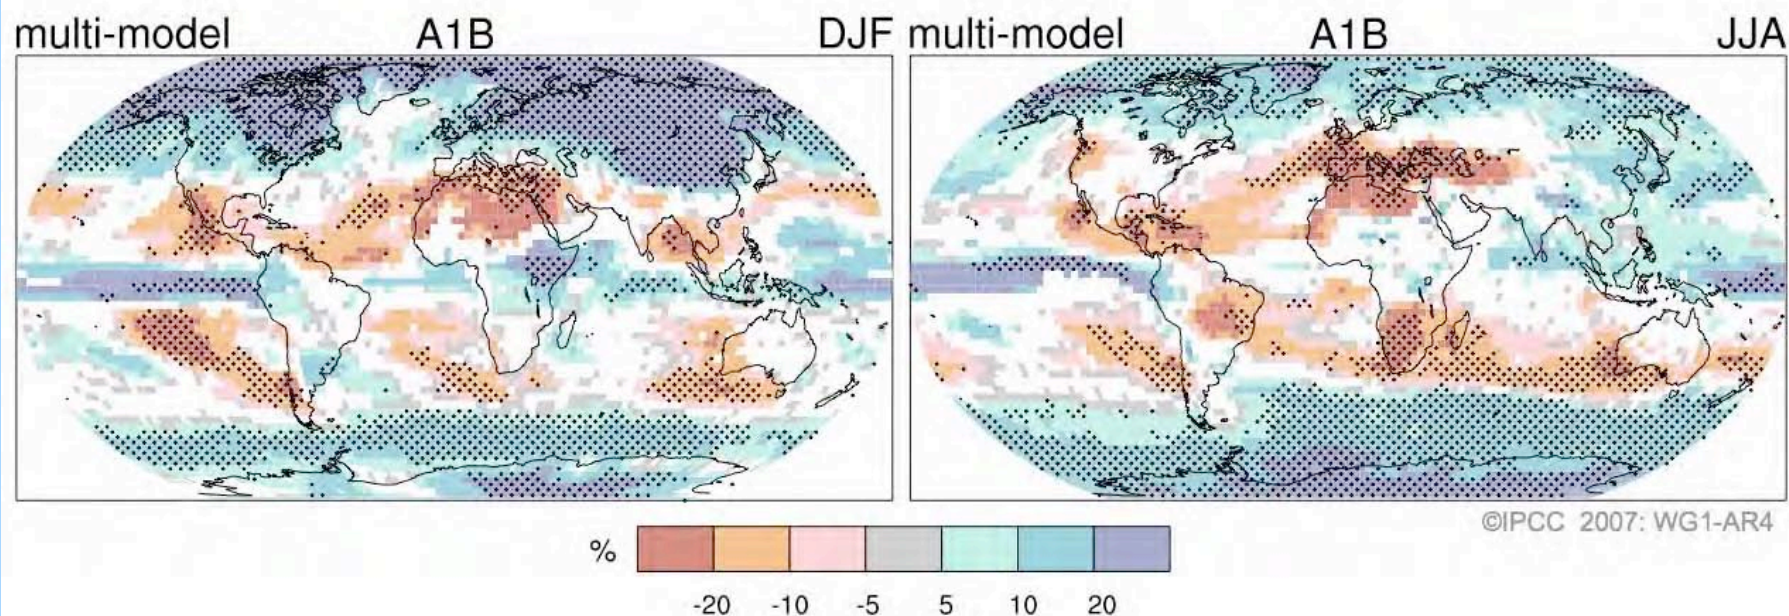 multi-model A1B DJF
multi-model A1B JJA
©IPCC 2007: WG1-AR4
%
-20 -10 -5 5 10 20